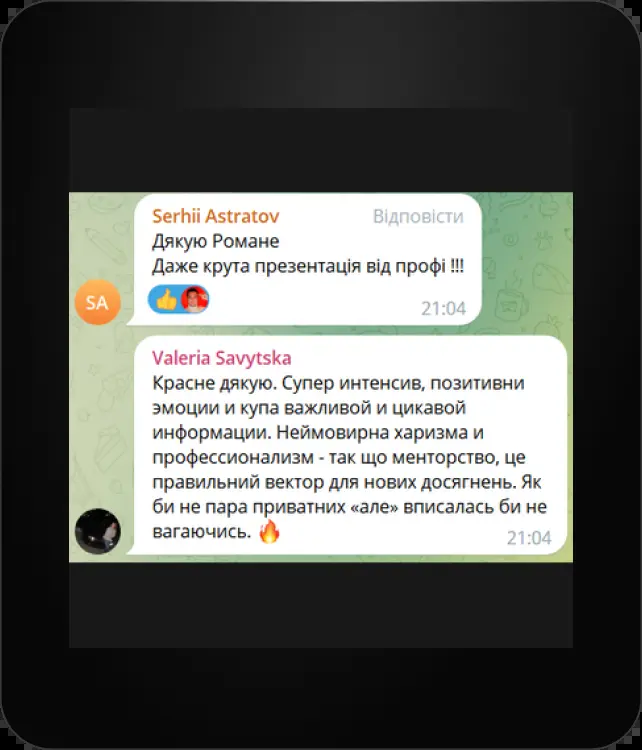 Serhii Astratov Відповісти
Дякую Романе
Даже крута презентація від профі !!!
SA
21:04
Valeria Savytska
Красне дякую. Супер интенсив, позитивни
эмоции и купа важливой и цикавой
информации. Неймовирна харизма и
профессионализм - так що менторство, це
правильний вектор для нових досягнень. Як
би не пара приватних «але» вписалась би не
вагаючись. 🔥
21:04